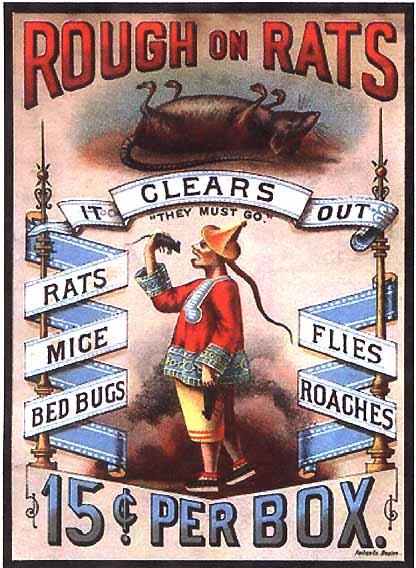 ROUGH ON RATS
IT CLEARS OUT
"THEY MUST GO."
RATS
MICE
BED BUGS
FLIES
ROACHES
15¢ PER BOX.